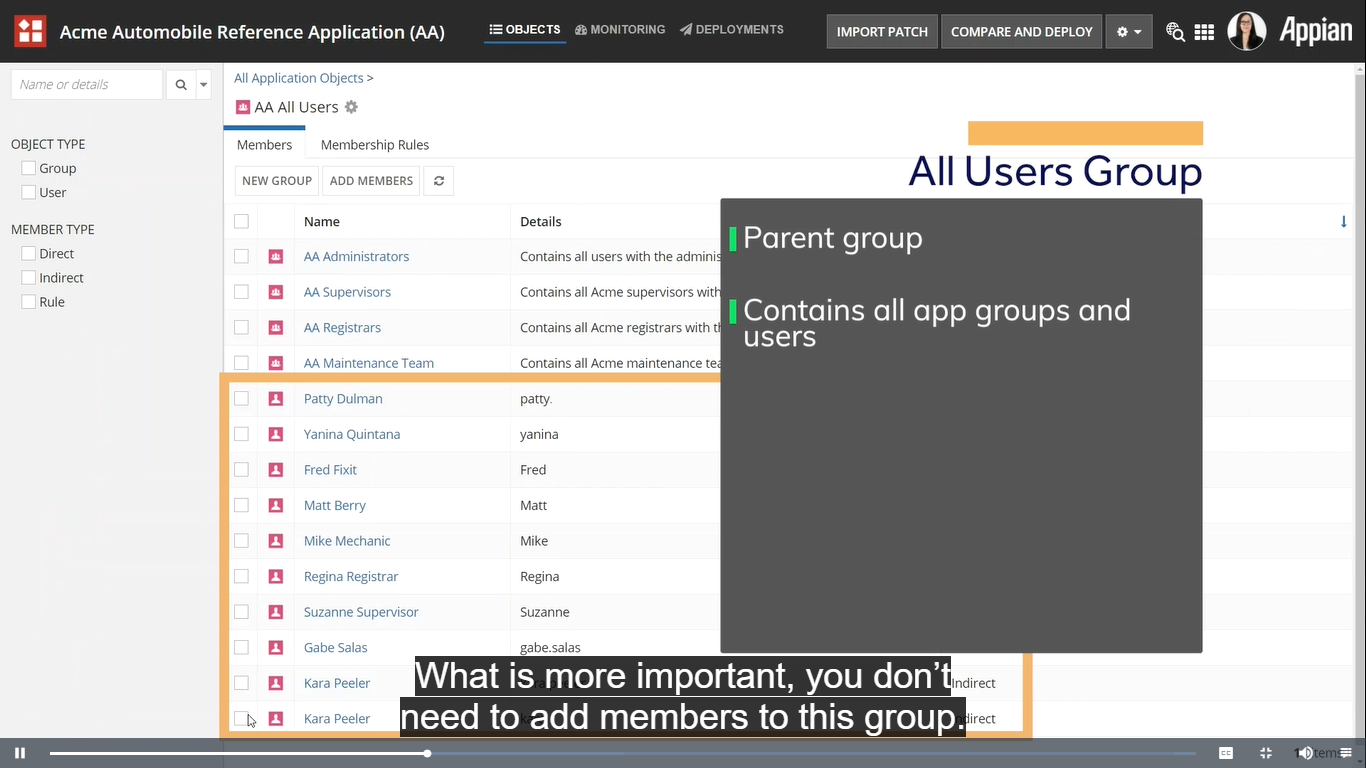 Acme Automobile Reference Application (AA)
OBJECTS
MONITORING
DEPLOYMENTS
IMPORT PATCH
COMPARE AND DEPLOY
Appian
Name or details
OBJECT TYPE
Group
User
MEMBER TYPE
Direct
Indirect
Rule
All Application Objects >
AA All Users
Members
Membership Rules
NEW GROUP
ADD MEMBERS
Name
Details
AA Administrators
Contains all users with the adminis
AA Supervisors
Contains all Acme supervisors with
AA Registrars
Contains all Acme registrars with th
AA Maintenance Team
Contains all Acme maintenance tea
Patty Dulman
patty.
Yanina Quintana
yanina
Fred Fixit
Fred
Matt Berry
Matt
Mike Mechanic
Mike
Regina Registrar
Regina
Suzanne Supervisor
Suzanne
Gabe Salas
gabe.salas
Kara Peeler
Indirect
Kara Peeler
All Users Group
Parent group
Contains all app groups and
users
What is more important, you don't
need to add members to this group.
CC